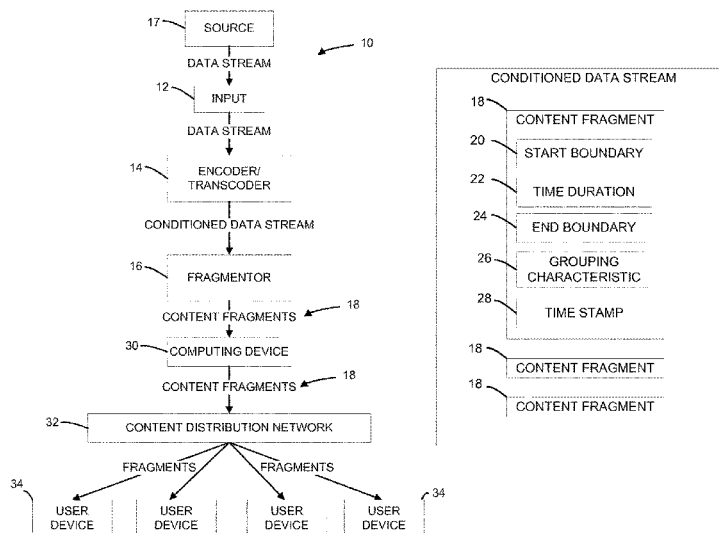 17
SOURCE
10
DATA STREAM
12
INPUT
DATA STREAM
14
ENCODER/
TRANSCODER
CONDITIONED DATA STREAM
16
FRAGMENTOR
CONTENT FRAGMENTS
18
30
COMPUTING DEVICE
CONTENT FRAGMENTS
18
32
CONTENT DISTRIBUTION NETWORK
FRAGMENTS
FRAGMENTS
34
34
USER
DEVICE
USER
DEVICE
USER
DEVICE
USER
DEVICE
CONDITIONED DATA STREAM
18
CONTENT FRAGMENT
20
START BOUNDARY
22
TIME DURATION
24
END BOUNDARY
26
GROUPING
CHARACTERISTIC
28
TIME STAMP
18
CONTENT FRAGMENT
18
CONTENT FRAGMENT